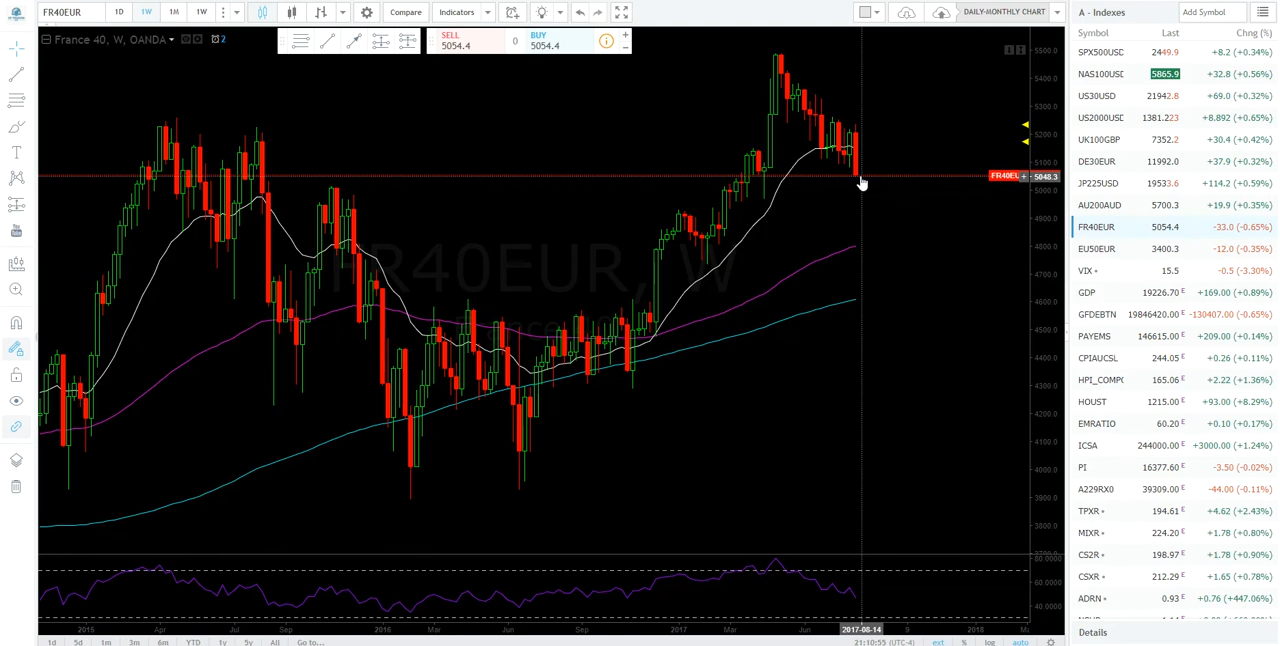 FR40EUR 1D 1W 1M 1W Compare Indicators DAILY-MONTHLY CHART
France 40, W, OANDA 2
SELL
5054.4
0
BUY
5054.4
FR40EUR, W
5500.0
5400.0
5300.0
5200.0
5100.0
5000.0
4900.0
4800.0
4700.0
4600.0
4500.0
4400.0
4300.0
4200.0
4100.0
4000.0
3900.0
3800.0
3700.0
FR40EU 5048.3
80.0000
60.0000
40.0000
2015 Apr Jul Sep 2016 Mar Jun Sep 2017 Mar Jun 2017-08-14 9 2018
1d 5d 1m 3m 6m YTD 1y 5y All Go to... 21:10:55 (UTC-4) ext % log auto
A - Indexes Add Symbol
Symbol Last Chng (%)
SPX500USD 2449.9 +8.2 (+0.34%)
NAS100USD 5865.9 +32.8 (+0.56%)
US30USD 21942.8 +69.0 (+0.32%)
US2000USD 1381.223 +8.892 (+0.65%)
UK100GBP 7352.2 +30.4 (+0.42%)
DE30EUR 11992.0 +37.9 (+0.32%)
JP225USD 19533.6 +114.2 (+0.59%)
AU200AUD 5700.3 +19.9 (+0.35%)
FR40EUR 5054.4 -33.0 (-0.65%)
EU50EUR 3400.3 -12.0 (-0.35%)
VIX 15.5 -0.5 (-3.30%)
GDP 19226.70 E +169.00 (+0.89%)
GFDEBTN 19846420.00 E -130407.00 (-0.65%)
PAYEMS 146615.00 E +209.00 (+0.14%)
CPIAUCSL 244.05 E +0.26 (+0.11%)
HPI_COMPO 165.06 E +2.22 (+1.36%)
HOUST 1215.00 E +93.00 (+8.29%)
EMRATIO 60.20 E +0.10 (+0.17%)
ICSA 244000.00 E +3000.00 (+1.24%)
PI 16377.60 E -3.50 (-0.02%)
A229RX0 39309.00 E -44.00 (-0.11%)
TPXR 194.61 E +4.62 (+2.43%)
MIXR 224.20 E +1.78 (+0.80%)
CS2R 198.97 E +1.78 (+0.90%)
CSXR 212.29 E +1.65 (+0.78%)
ADRN 0.93 E +0.76 (+447.06%)
Details